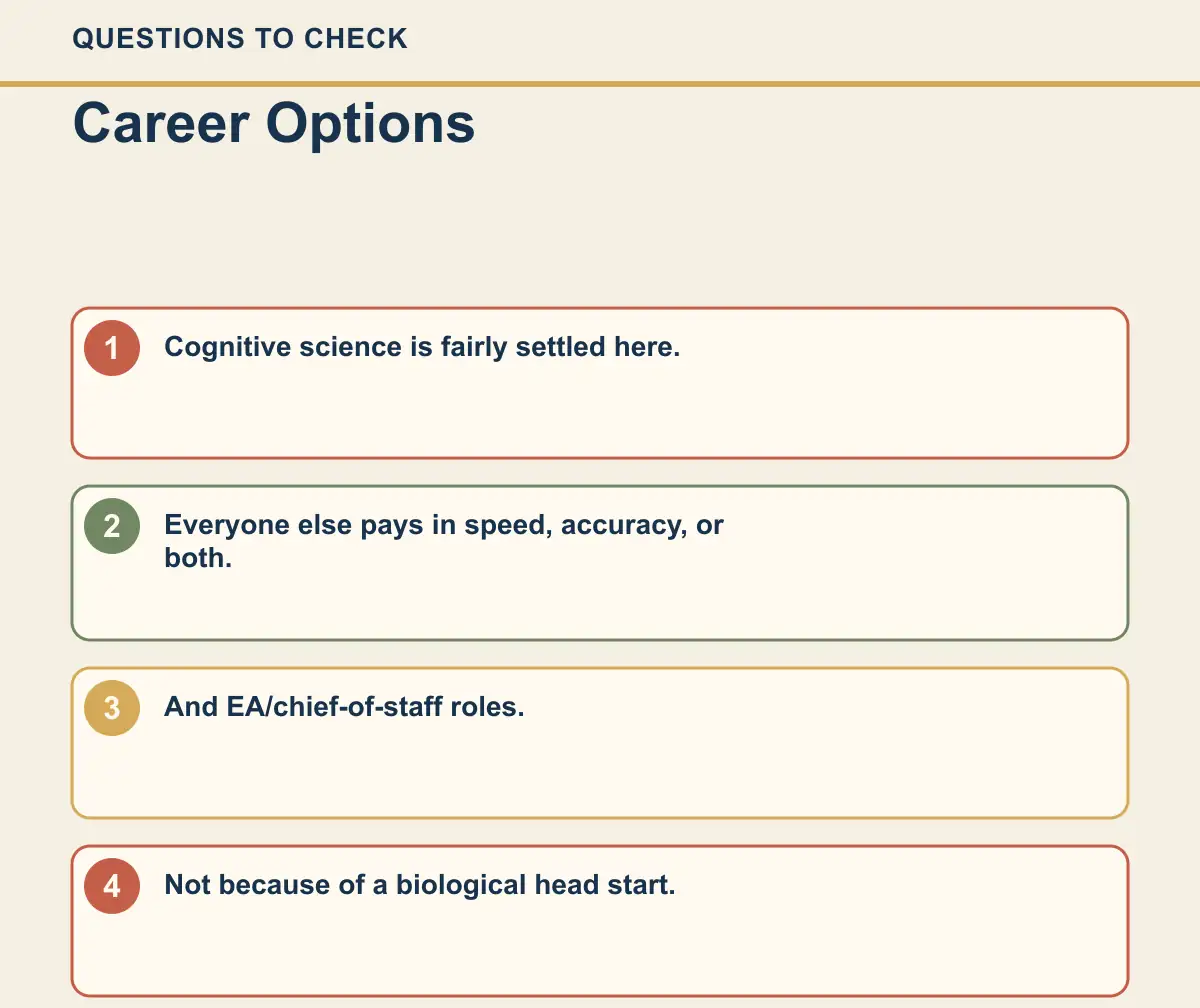 QUESTIONS TO CHECK
Career Options
1
Cognitive science is fairly settled here.
2
Everyone else pays in speed, accuracy, or
both.
3
And EA/chief-of-staff roles.
4
Not because of a biological head start.